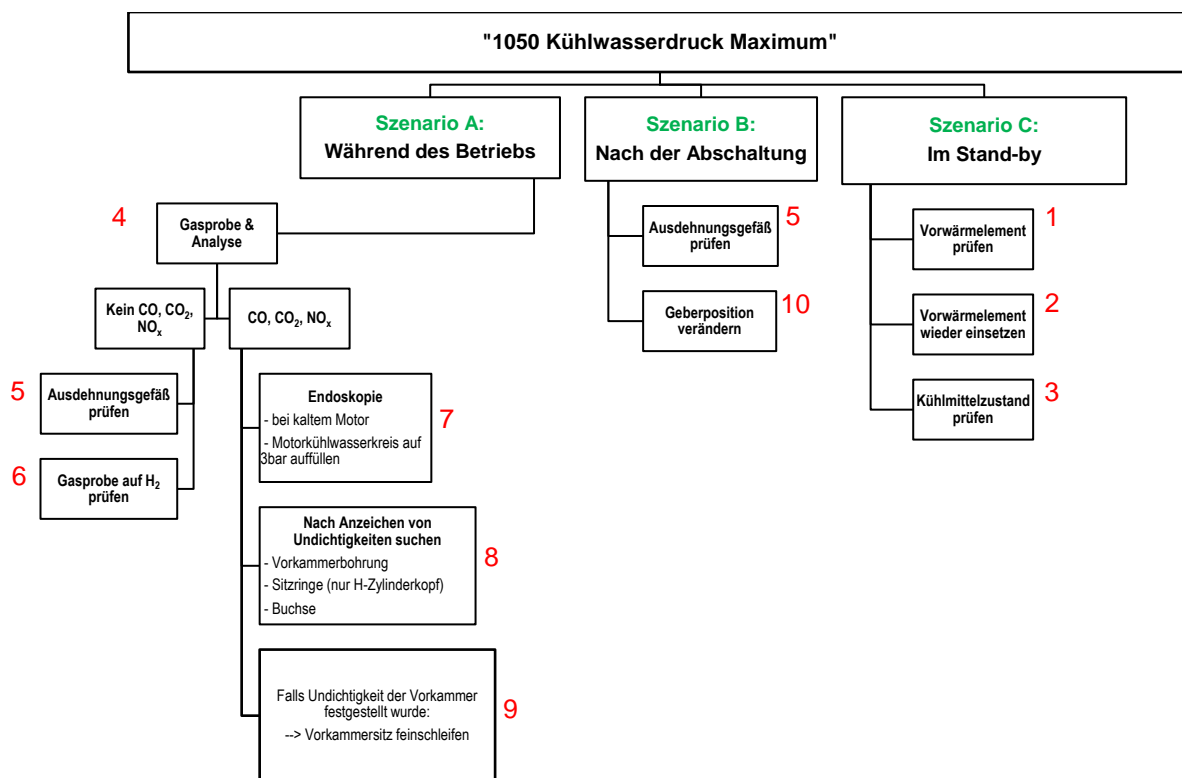 "1050 Kühlwasserdruck Maximum"
Szenario A:
Während des Betriebs
Szenario B:
Nach der Abschaltung
Szenario C:
Im Stand-by
4
Gasprobe &
Analyse
Kein CO, CO₂,
NOₓ
CO, CO₂, NOₓ
5
Ausdehnungsgefäß
prüfen
6
Gasprobe auf H₂
prüfen
Endoskopie
- bei kaltem Motor
- Motorkühlwasserkreis auf
3bar auffüllen
7
Nach Anzeichen von
Undichtigkeiten suchen
- Vorkammerbohrung
- Sitzringe (nur H-Zylinderkopf)
- Buchse
8
Falls Undichtigkeit der Vorkammer
festgestellt wurde:
--> Vorkammersitz feinschleifen
9
Ausdehnungsgefäß
prüfen
5
Geberposition
verändern
10
Vorwärmelement
prüfen
1
Vorwärmelement
wieder einsetzen
2
Kühlmittelzustand
prüfen
3